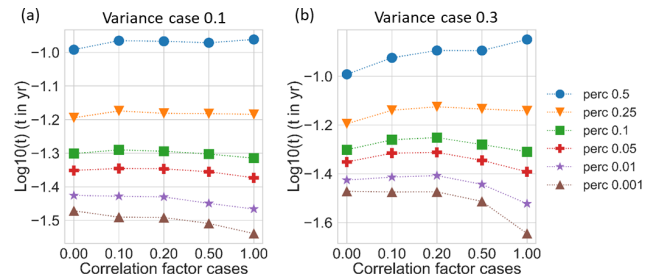 (a) Variance case 0.1
Log10(t) (t in yr)
−1.0
−1.1
−1.2
−1.3
−1.4
−1.5
0.00 0.10 0.20 0.50 1.00
Correlation factor cases
(b) Variance case 0.3
Log10(t) (t in yr)
−1.0
−1.2
−1.4
−1.6
0.00 0.10 0.20 0.50 1.00
Correlation factor cases
perc 0.5
perc 0.25
perc 0.1
perc 0.05
perc 0.01
perc 0.001